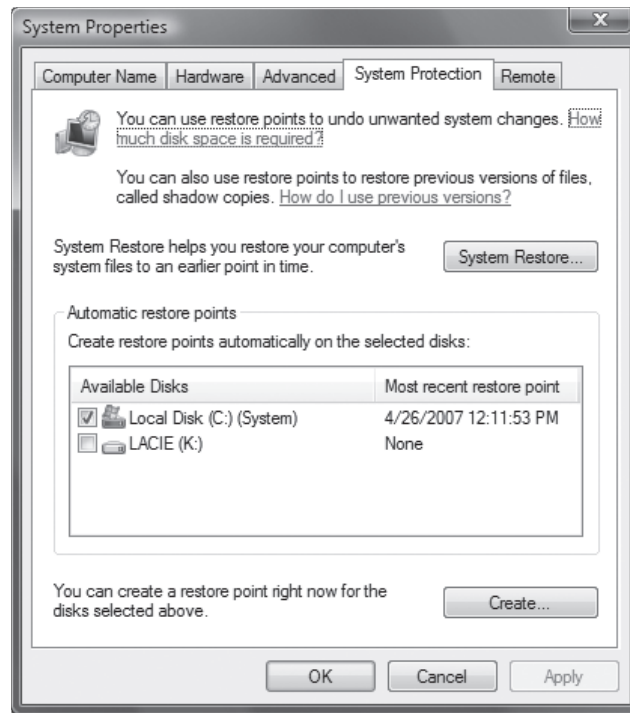 System Properties
X
Computer Name
Hardware
Advanced
System Protection
Remote
You can use restore points to undo unwanted system changes. How
much disk space is required?
You can also use restore points to restore previous versions of files,
called shadow copies. How do I use previous versions?
System Restore helps you restore your computer's
system files to an earlier point in time.
System Restore...
Automatic restore points
Create restore points automatically on the selected disks:
Available Disks Most recent restore point
Local Disk (C:) (System) 4/26/2007 12:11:53 PM
LACIE (K:) None
You can create a restore point right now for the
disks selected above.
Create...
OK
Cancel
Apply